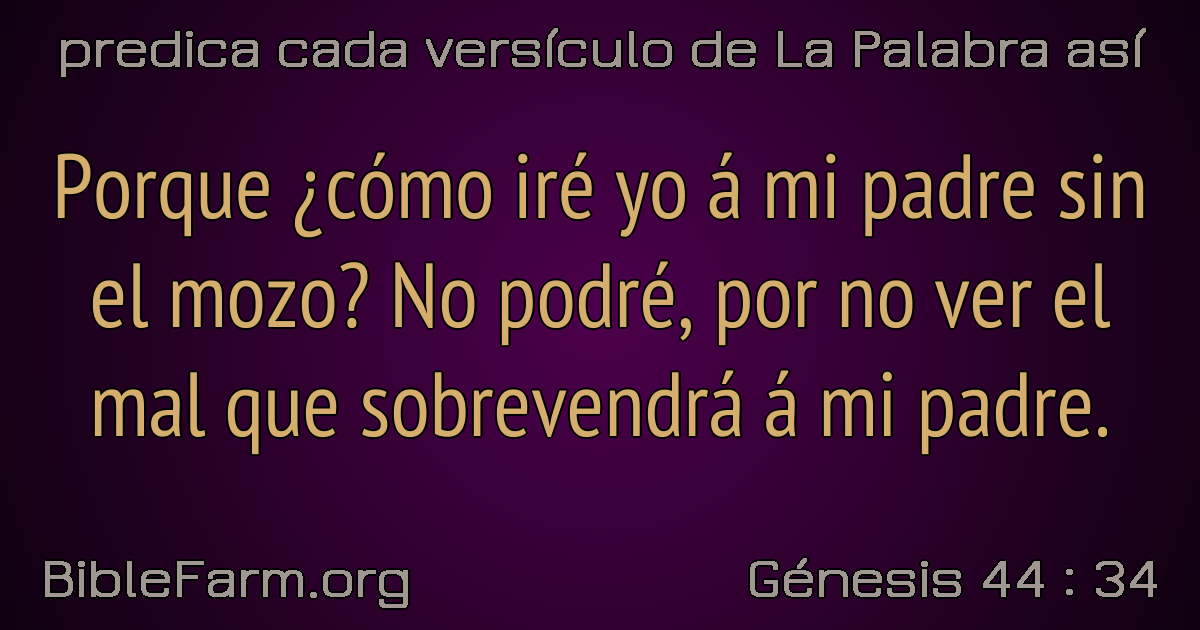 predica cada versículo de La Palabra así
Porque ¿cómo iré yo á mi padre sin
el mozo? No podré, por no ver el
mal que sobrevendrá á mi padre.
BibleFarm.org
Génesis 44 : 34